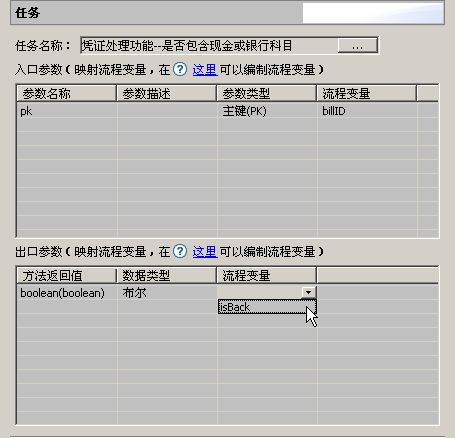 任务
任务名称： 凭证处理功能--是否包含现金或银行科目 ...
入口参数（映射流程变量，在 ? 这里 可以编制流程变量）
参数名称 参数描述 参数类型 流程变量
pk 主键(PK) billID
出口参数（映射流程变量，在 ? 这里 可以编制流程变量）
方法返回值 数据类型 流程变量
boolean(boolean) 布尔
isBack